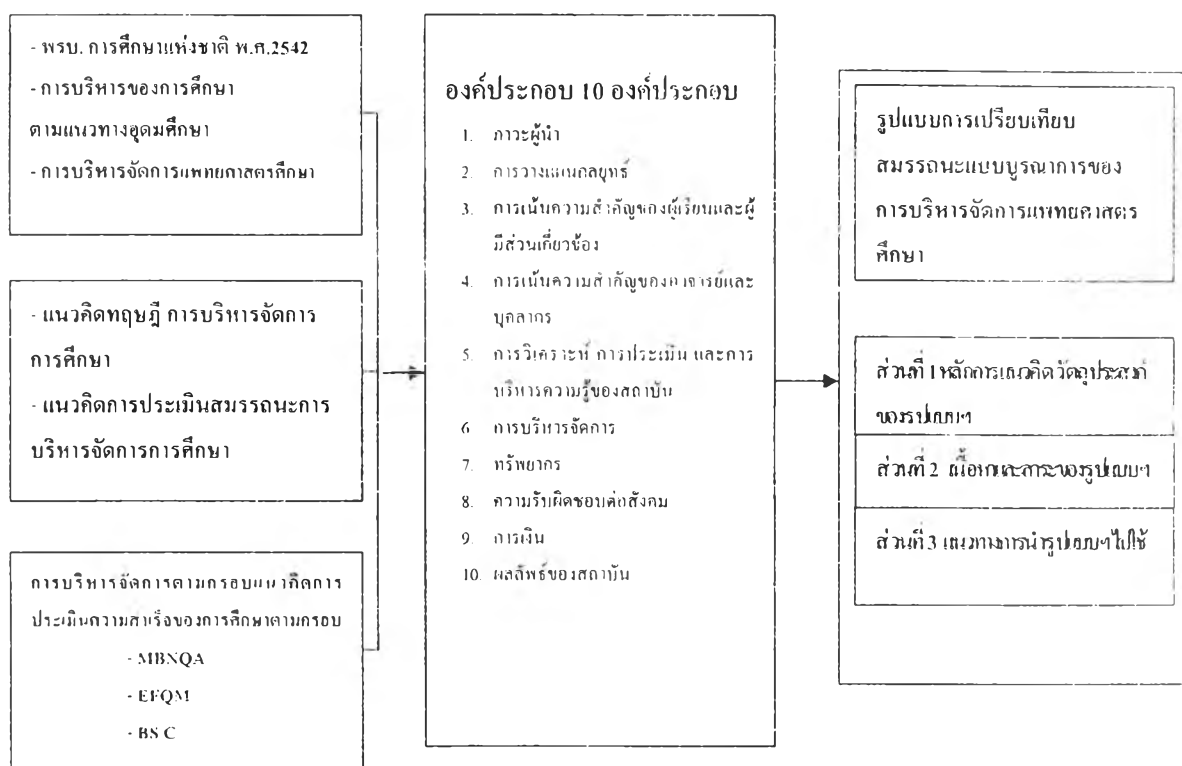 - พรบ. การศึกษาแห่งชาติ พ.ศ.2542
- การบริหารของการศึกษา
ตามแนวทางอุดมศึกษา
- การบริหารจัดการแพทยศาสตรศึกษา
- แนวคิดทฤษฎี การบริหารจัดการ
การศึกษา
- แนวคิดการประเมินสมรรถนะการ
บริหารจัดการการศึกษา
การบริหารจัดการตามกรอบแนวคิดการ
ประเมินความสำเร็จของการศึกษาตามกรอบ
- MBNQA
- EFQM
- BSC
องค์ประกอบ 10 องค์ประกอบ
1. ภาวะผู้นำ
2. การวางแผนกลยุทธ์
3. การเน้นความสำคัญของผู้เรียนและผู้
มีส่วนเกี่ยวข้อง
4. การเน้นความสำคัญของอาจารย์และ
บุคลากร
5. การวิเคราะห์ การประเมิน และการ
บริหารความรู้ของสถาบัน
6 การบริหารจัดการ
7. ทรัพยากร
8. ความรับผิดชอบต่อสังคม
9. การเงิน
10. ผลลัพธ์ของสถาบัน
รูปแบบการเปรียบเทียบ
สมรรถนะแบบบูรณาการของ
การบริหารจัดการแพทยศาสตร
ศึกษา
ส่วนที่ 1 หลักการแนวคิดวัตถุประสงค์
ของรูปแบบฯ
ส่วนที่ 2 เนื้อหาและสาระของรูปแบบฯ
ส่วนที่ 3 แนวทางการนำรูปแบบฯไปใช้